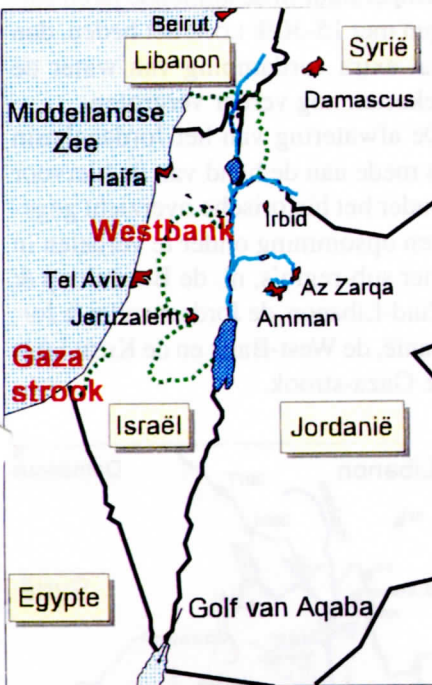 Beirut
Libanon
Syrië
Damascus
Middellandse
Zee
Haifa
Irbid
Westbank
Tel Aviv
Az Zarqa
Jeruzalem
Amman
Gaza
strook
Israël
Jordanië
Egypte
Golf van Aqaba